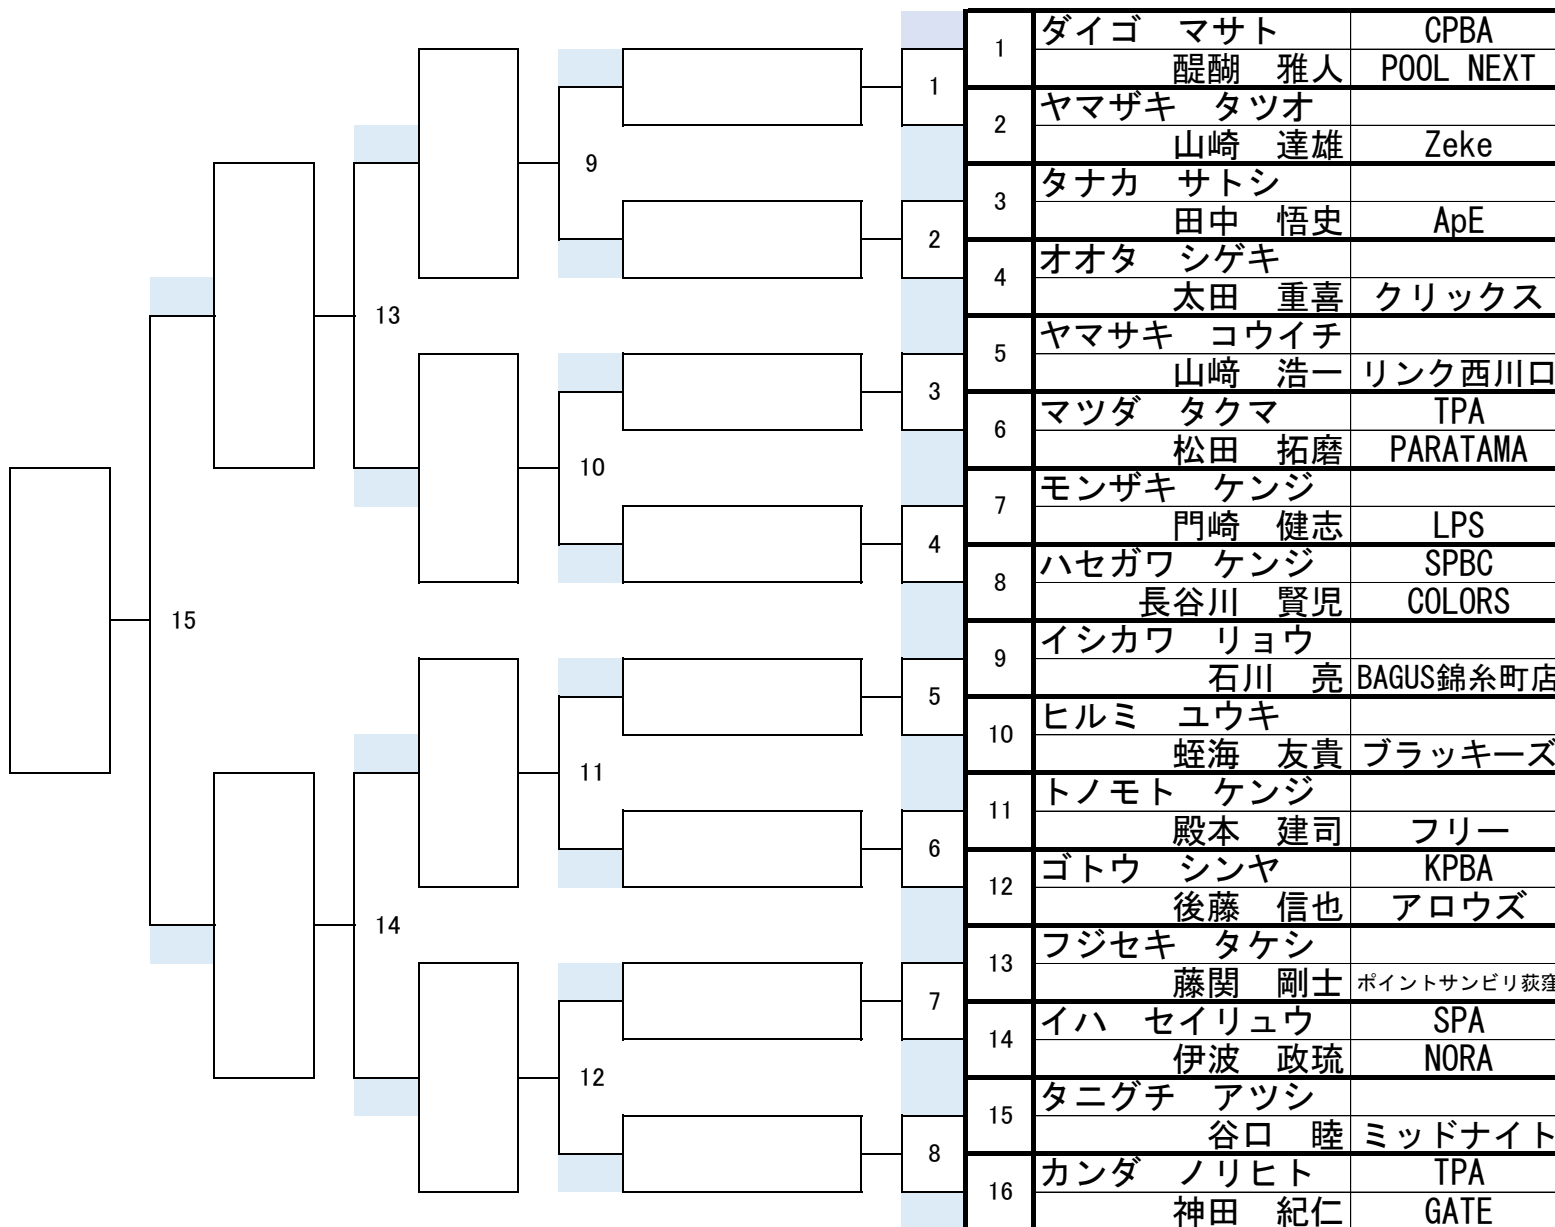 1 ダイゴ マサト CPBA
醍醐 雅人 POOL NEXT
1
2 ヤマザキ タツオ
山崎 達雄 Zeke
9
3 タナカ サトシ
田中 悟史 ApE
2
4 オオタ シゲキ
太田 重喜 クリックス
13
5 ヤマサキ コウイチ
山﨑 浩一 リンク西川口
3
6 マツダ タクマ TPA
松田 拓磨 PARATAMA
10
7 モンザキ ケンジ
門崎 健志 LPS
4
8 ハセガワ ケンジ SPBC
長谷川 賢児 COLORS
15
9 イシカワ リョウ
石川 亮 BAGUS錦糸町店
5
10 ヒルミ ユウキ
蛭海 友貴 ブラッキーズ
11
11 トノモト ケンジ
殿本 建司 フリー
6
12 ゴトウ シンヤ KPBA
後藤 信也 アロウズ
14
13 フジセキ タケシ
藤関 剛士 ポイントサンビリ荻窪
7
14 イハ セイリュウ SPA
伊波 政琉 NORA
12
15 タニグチ アツシ
谷口 睦 ミッドナイト
8
16 カンダ ノリヒト TPA
神田 紀仁 GATE